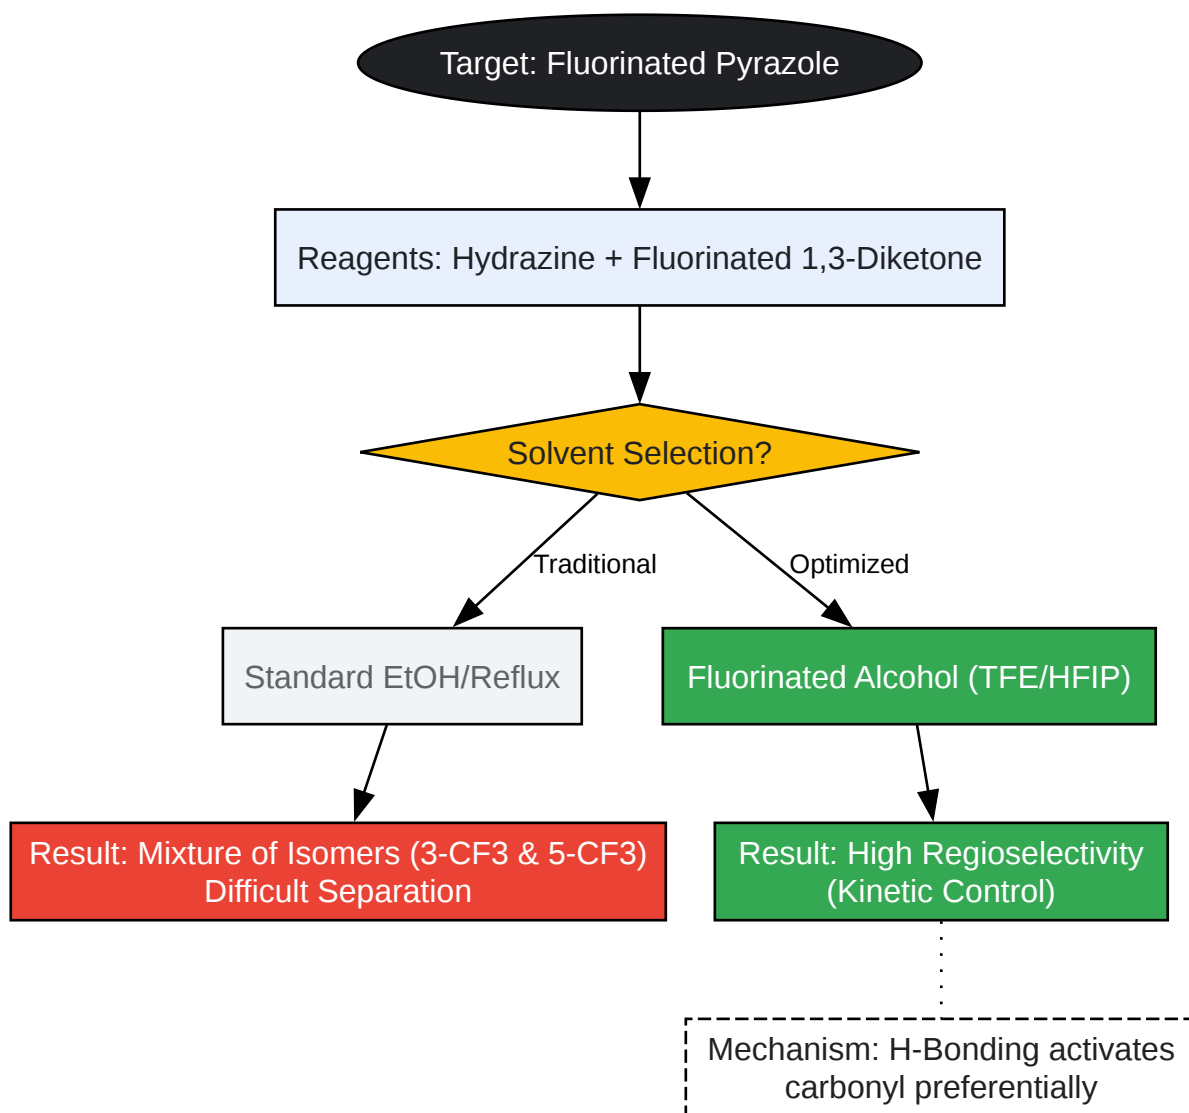 Target: Fluorinated Pyrazole
Reagents: Hydrazine + Fluorinated 1,3-Diketone
Solvent Selection?
Traditional
Optimized
Standard EtOH/Reflux
Fluorinated Alcohol (TFE/HFIP)
Result: Mixture of Isomers (3-CF3 & 5-CF3)
Difficult Separation
Result: High Regioselectivity
(Kinetic Control)
Mechanism: H-Bonding activates
carbonyl preferentially